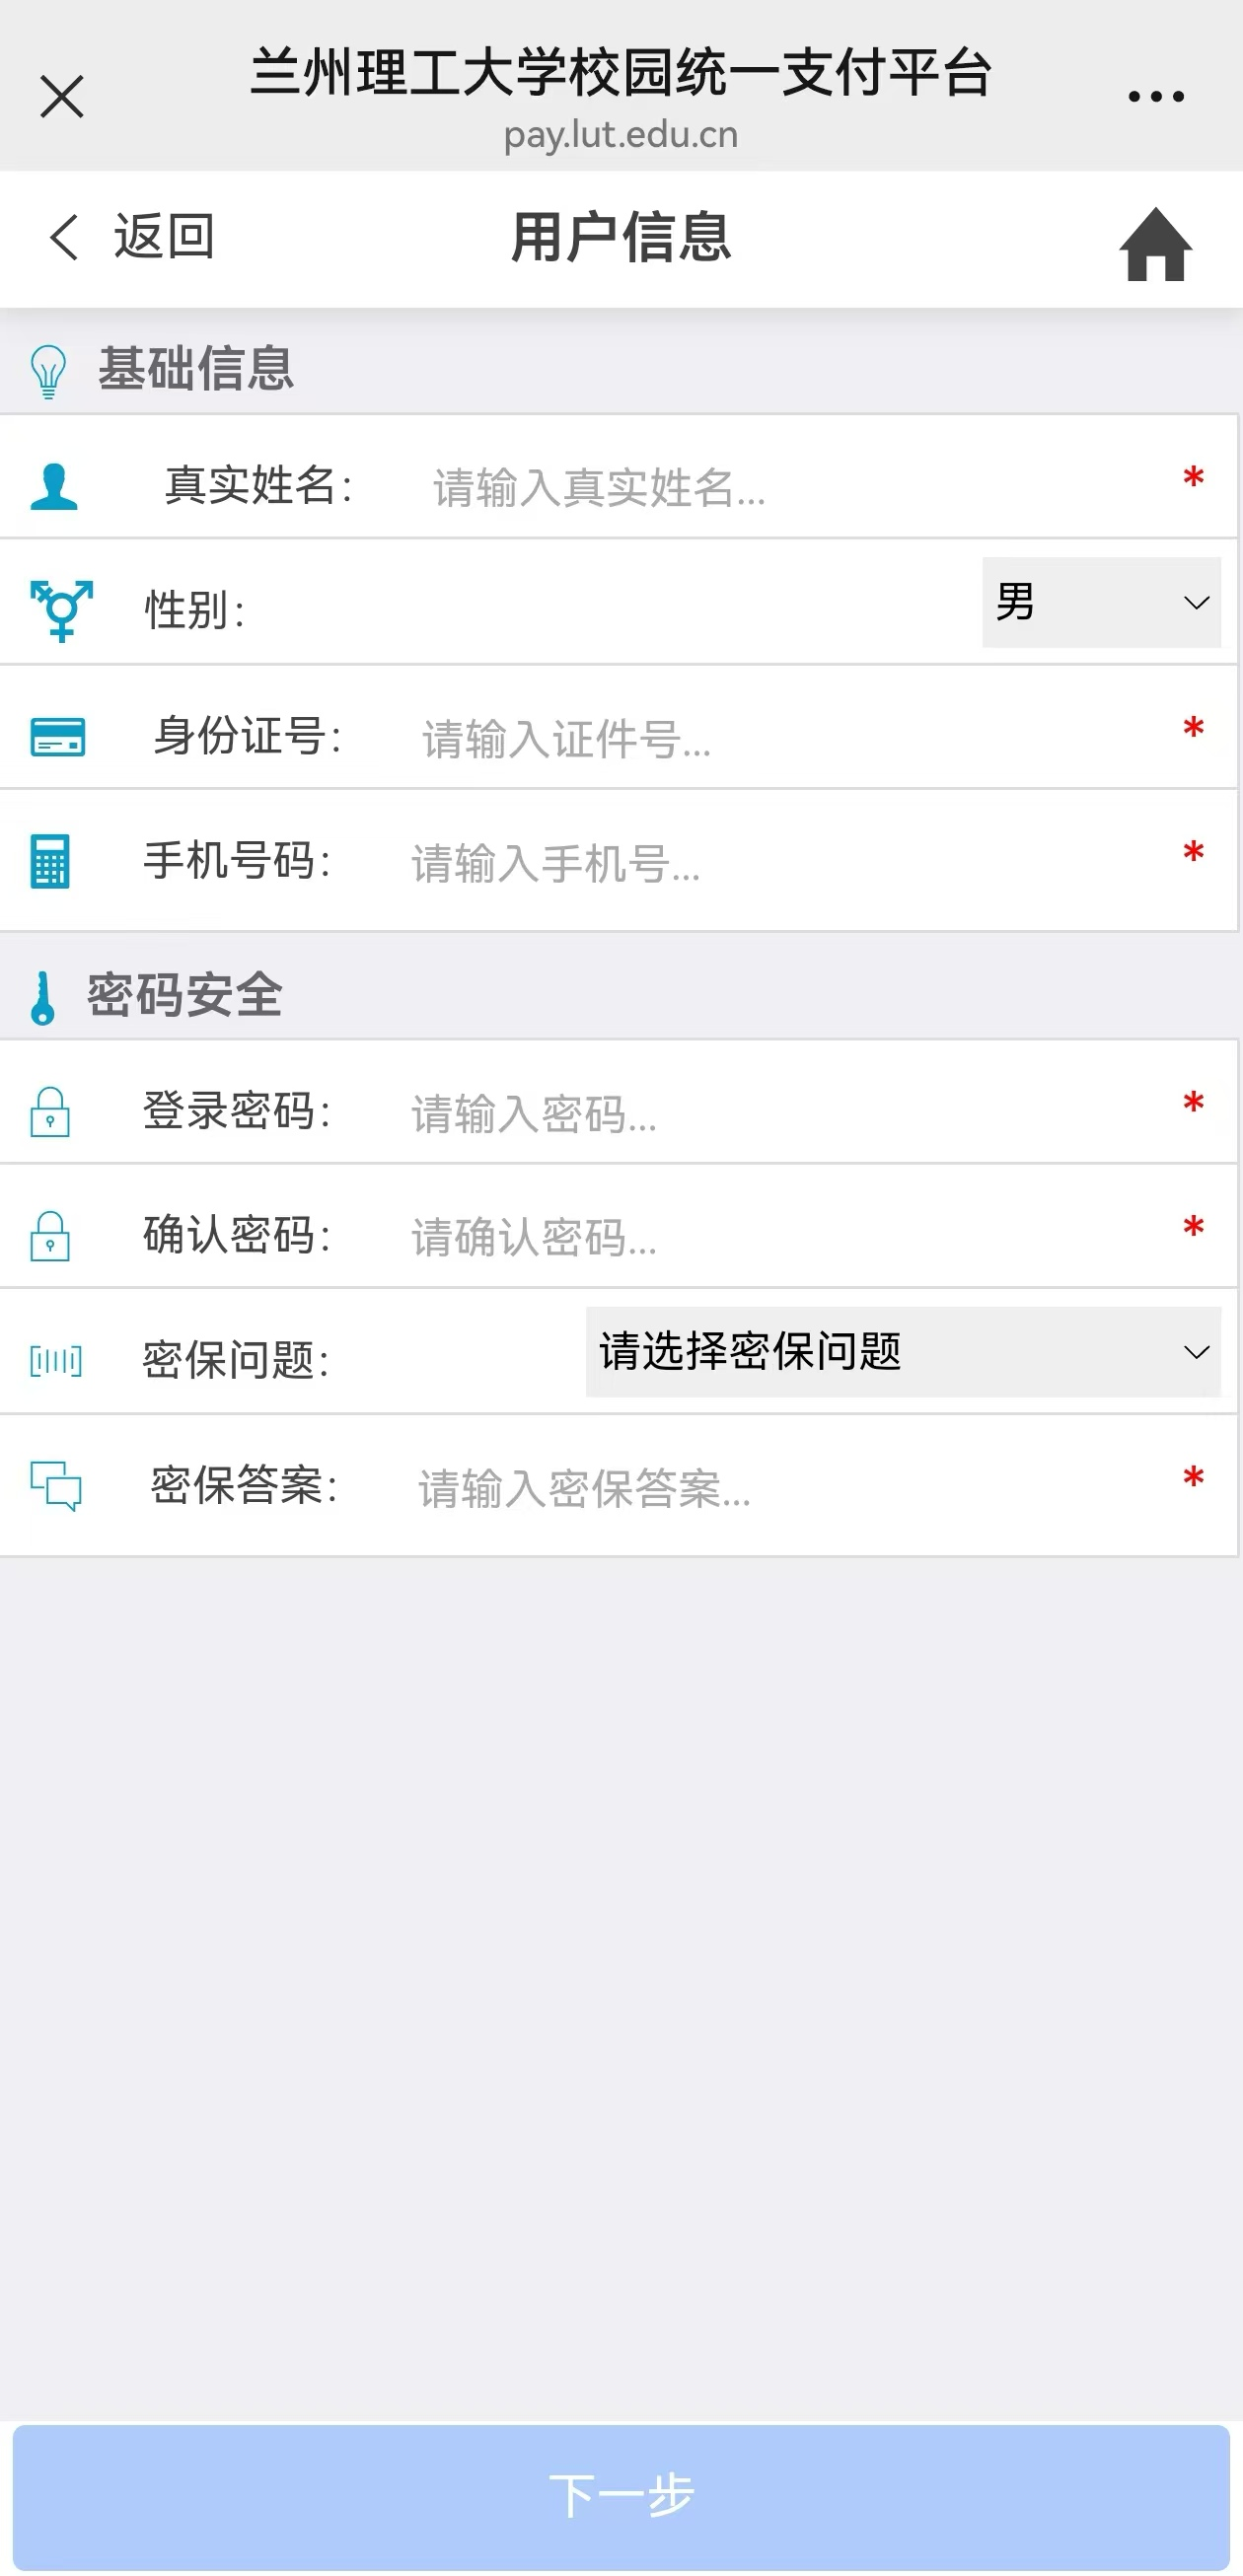 兰州理工大学校园统一支付平台
pay.lut.edu.cn
返回 用户信息
基础信息
真实姓名： 请输入真实姓名... *
性别： 男
身份证号： 请输入证件号... *
手机号码： 请输入手机号... *
密码安全
登录密码： 请输入密码... *
确认密码： 请确认密码... *
密保问题： 请选择密保问题
密保答案： 请输入密保答案... *
下一步